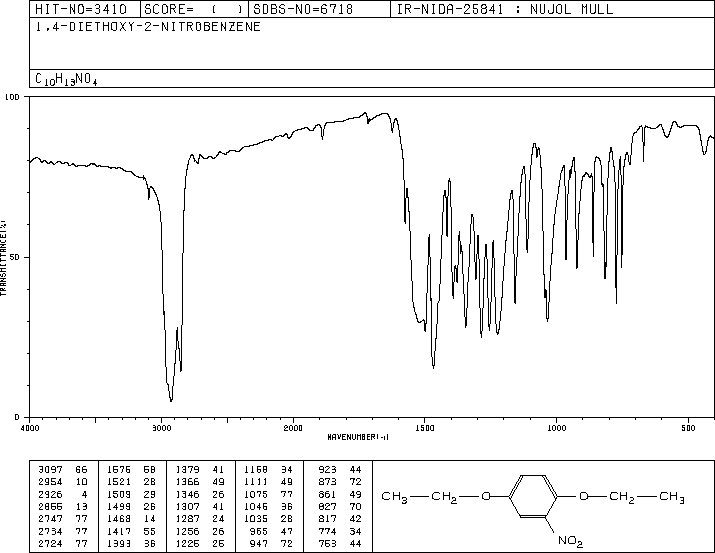 HIT-NO=3410 SCORE= ( ) SDBS-NO=6718 IR-NIDA-25841 : NUJOL MULL
1,4-DIETHOXY-2-NITROBENZENE
C10H13NO4
100
50
0
TRANSMITTANCE(%)
4000 3000 2000 1500 1000 500
WAVENUMBER(-1)
3097 66 1576 58 1379 41 1158 34 923 44
2954 10 1521 28 1366 49 1111 49 873 72
2926 4 1509 29 1346 26 1075 77 861 49
2855 13 1499 26 1307 41 1046 36 827 70
2747 77 1468 14 1287 24 1035 28 817 42
2734 77 1417 55 1256 26 965 47 774 34
2724 77 1393 36 1225 25 947 72 753 44
CH3 CH2 O O CH2 CH3
NO2